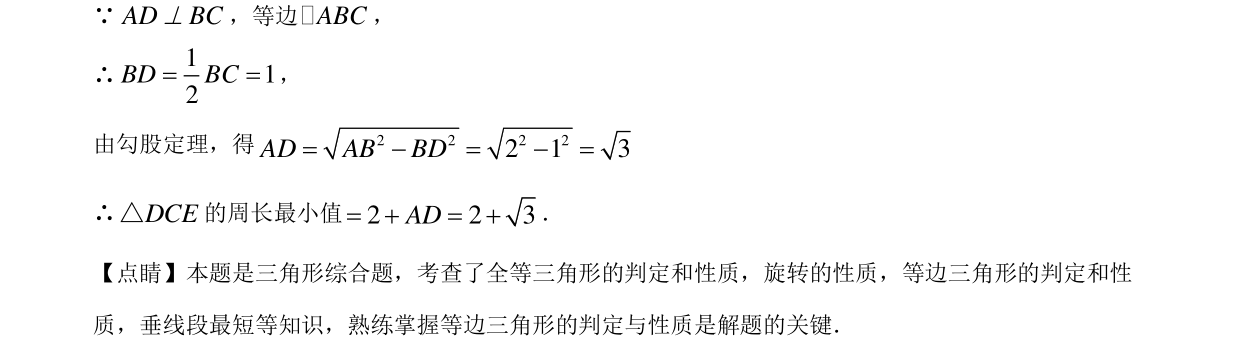 ∵ AD⊥BC，等边□ABC，
∴ BD = 1/2 BC = 1，
由勾股定理，得 AD = √(AB² − BD²) = √(2² − 1²) = √3
∴ △DCE 的周长最小值 = 2 + AD = 2 + √3．
【点睛】本题是三角形综合题，考查了全等三角形的判定和性质，旋转的性质，等边三角形的判定和性
质，垂线段最短等知识，熟练掌握等边三角形的判定与性质是解题的关键．